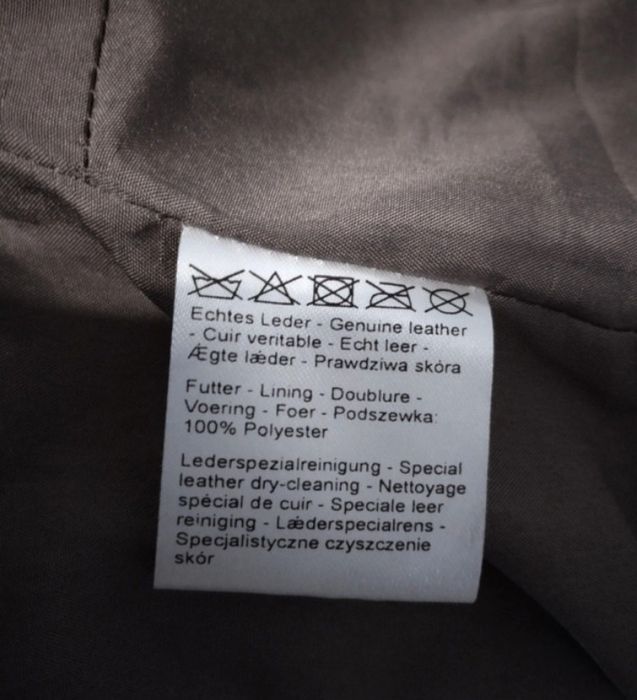 Echtes Leder - Genuine leather
- Cuir veritable - Echt leer -
Ægte læder - Prawdziwa skóra
Futter - Lining - Doublure -
Voering - Foer - Podszewka:
100% Polyester
Lederspezialreinigung - Special
leather dry-cleaning - Nettoyage
spécial de cuir - Speciale leer
reiniging - Læderspecialrens -
Specjalistyczne czyszczenie
skór